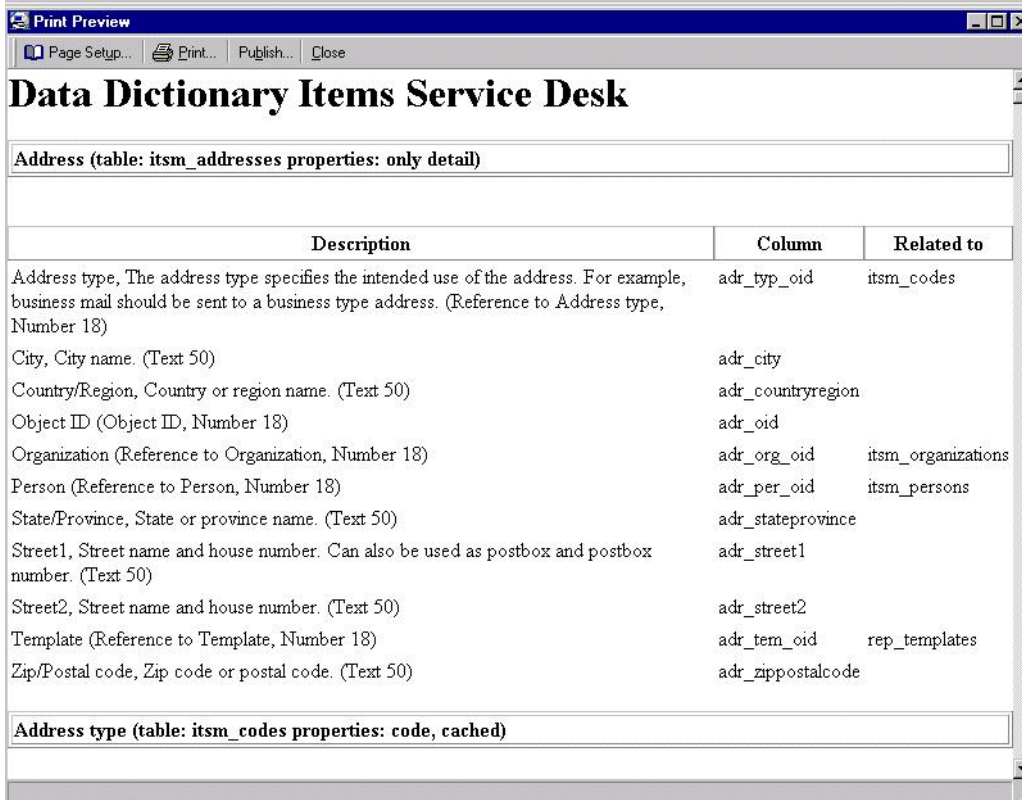 Print Preview
Page Setup... Print... Publish... Close
Data Dictionary Items Service Desk
Address (table: itsm_addresses properties: only detail)
Description Column Related to
Address type, The address type specifies the intended use of the address. For example, adr_typ_oid itsm_codes
business mail should be sent to a business type address. (Reference to Address type,
Number 18)
City, City name. (Text 50) adr_city
Country/Region, Country or region name. (Text 50) adr_countryregion
Object ID (Object ID, Number 18) adr_oid
Organization (Reference to Organization, Number 18) adr_org_oid itsm_organizations
Person (Reference to Person, Number 18) adr_per_oid itsm_persons
State/Province, State or province name. (Text 50) adr_stateprovince
Street1, Street name and house number. Can also be used as postbox and postbox adr_street1
number. (Text 50)
Street2, Street name and house number. (Text 50) adr_street2
Template (Reference to Template, Number 18) adr_tem_oid rep_templates
Zip/Postal code, Zip code or postal code. (Text 50) adr_zippostalcode
Address type (table: itsm_codes properties: code, cached)